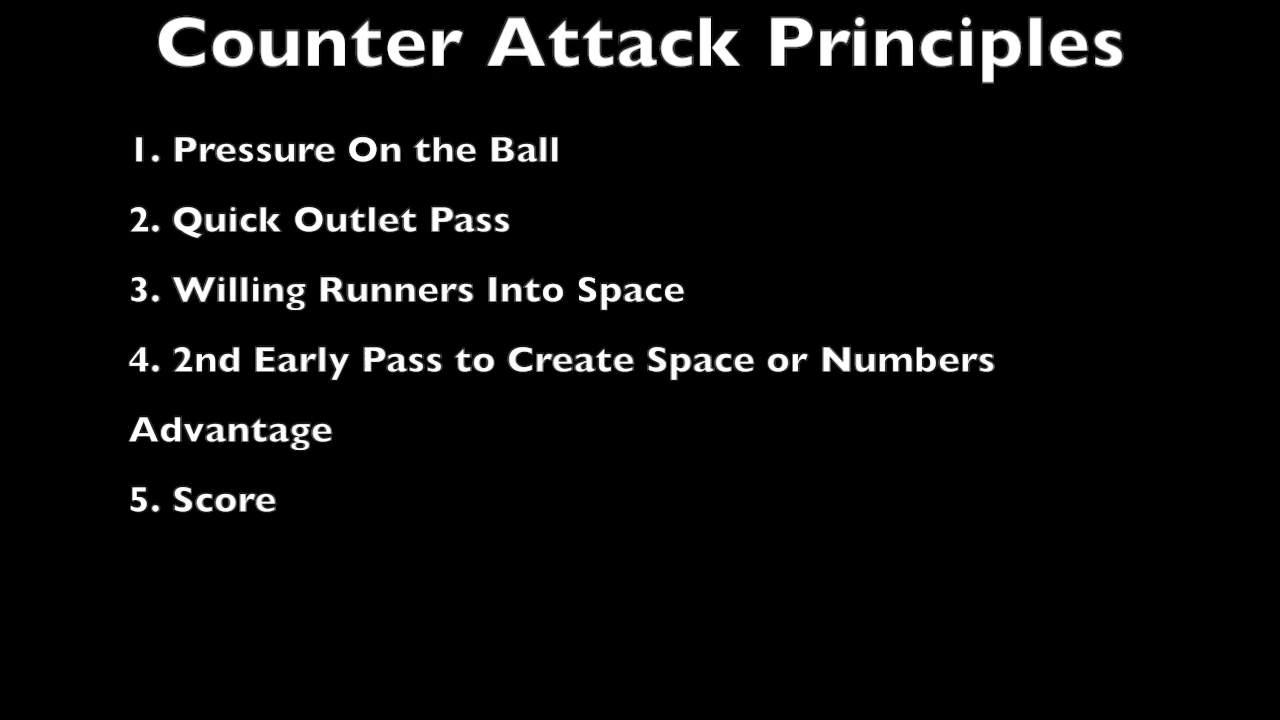 Counter Attack Principles
1. Pressure On the Ball
2. Quick Outlet Pass
3. Willing Runners Into Space
4. 2nd Early Pass to Create Space or Numbers
Advantage
5. Score